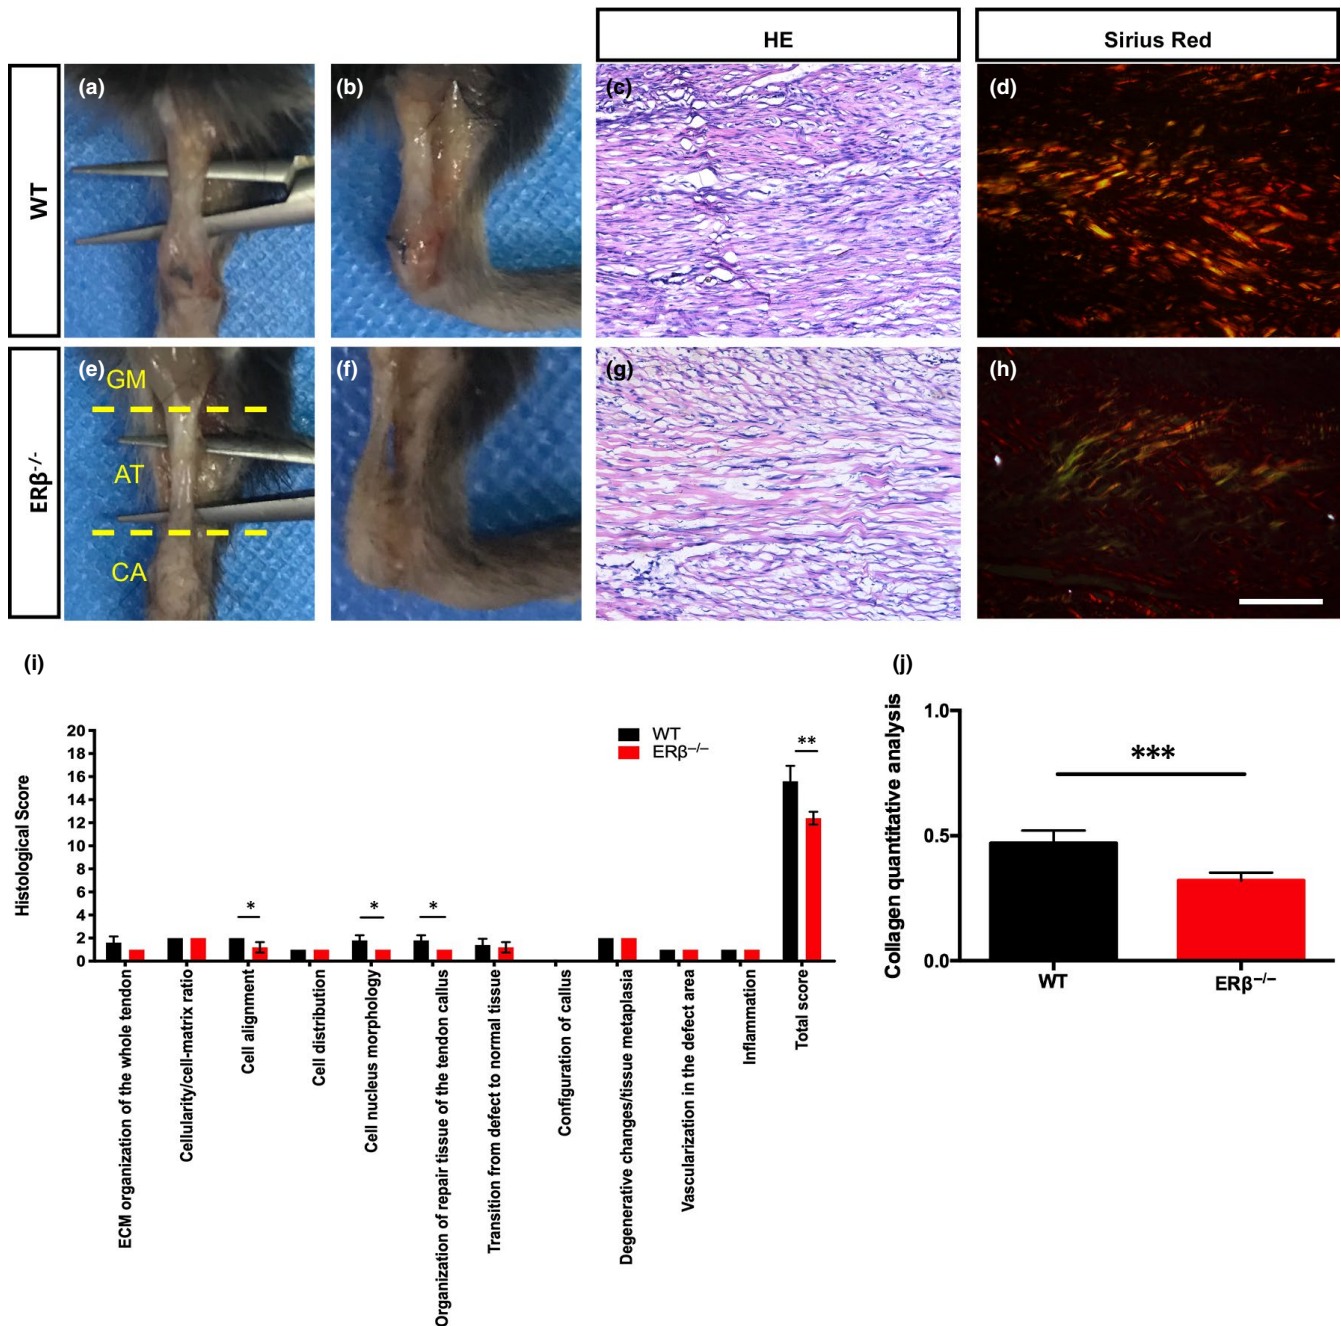 HE
Sirius Red
WT
(a)
(b)
(c)
(d)
ERβ-/-
(e)
GM
AT
CA
(f)
(g)
(h)
(i)
Histological Score
20
18
16
14
12
10
8
6
4
2
0
WT
ERβ–/–
*
*
*
**
ECM organization of the whole tendon
Cellularity/cell-matrix ratio
Cell alignment
Cell distribution
Cell nucleus morphology
Organization of repair tissue of the tendon callus
Transition from defect to normal tissue
Configuration of callus
Degenerative changes/tissue metaplasia
Vascularization in the defect area
Inflammation
Total score
(j)
Collagen quantitative analysis
1.0
0.5
0.0
***
WT
ERβ–/–